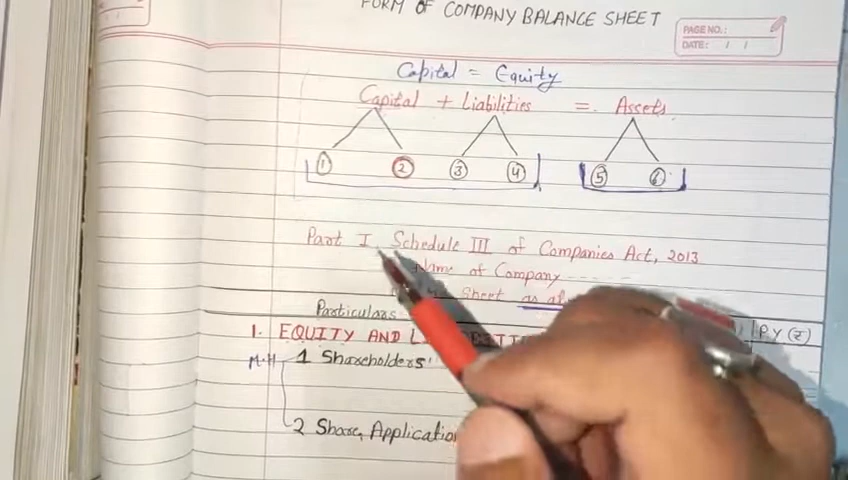 FORM OF COMPANY BALANCE SHEET
PAGE NO.:
DATE: / /
Capital = Equity
Capital + Liabilities = Assets
1 2 3 4 5 6
Part I, Schedule III of Companies Act, 2013
Name of Company
Sheet as
Particulars
P.Y (₹)
1. EQUITY AND
M.H 1 Shareholders'
2 Share Application